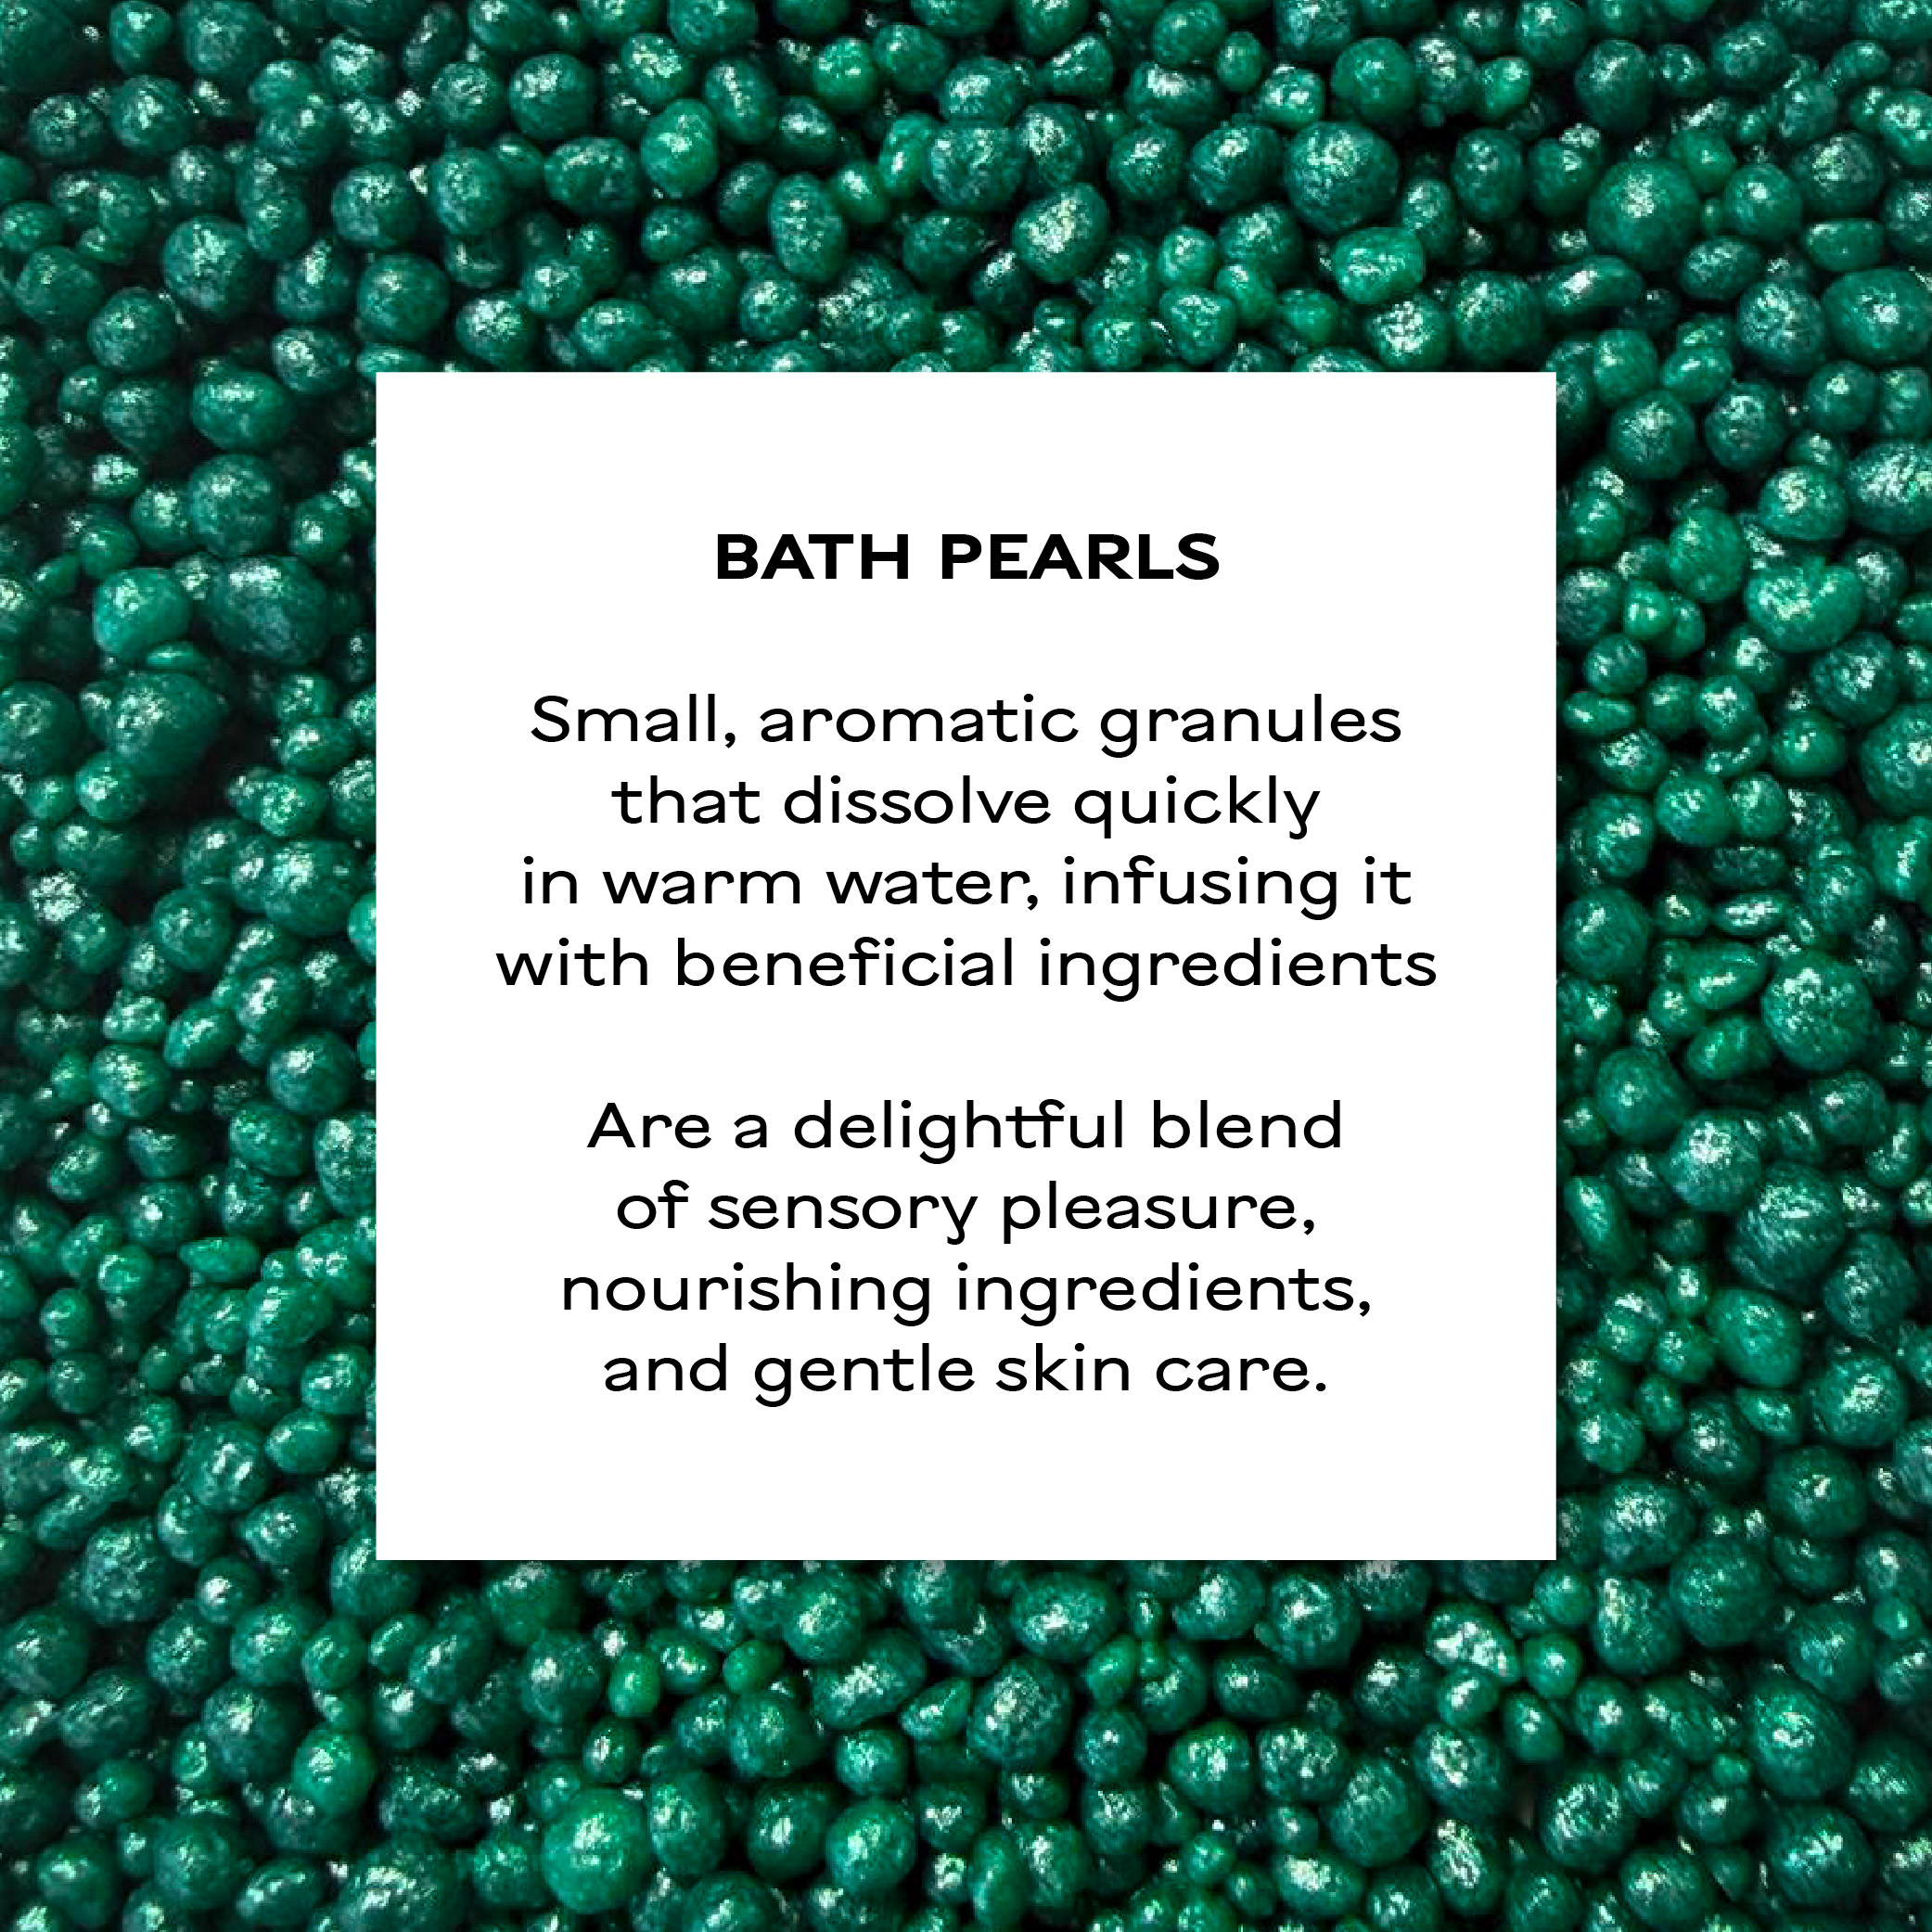 BATH PEARLS
Small, aromatic granules
that dissolve quickly
in warm water, infusing it
with beneficial ingredients
Are a delightful blend
of sensory pleasure,
nourishing ingredients,
and gentle skin care.